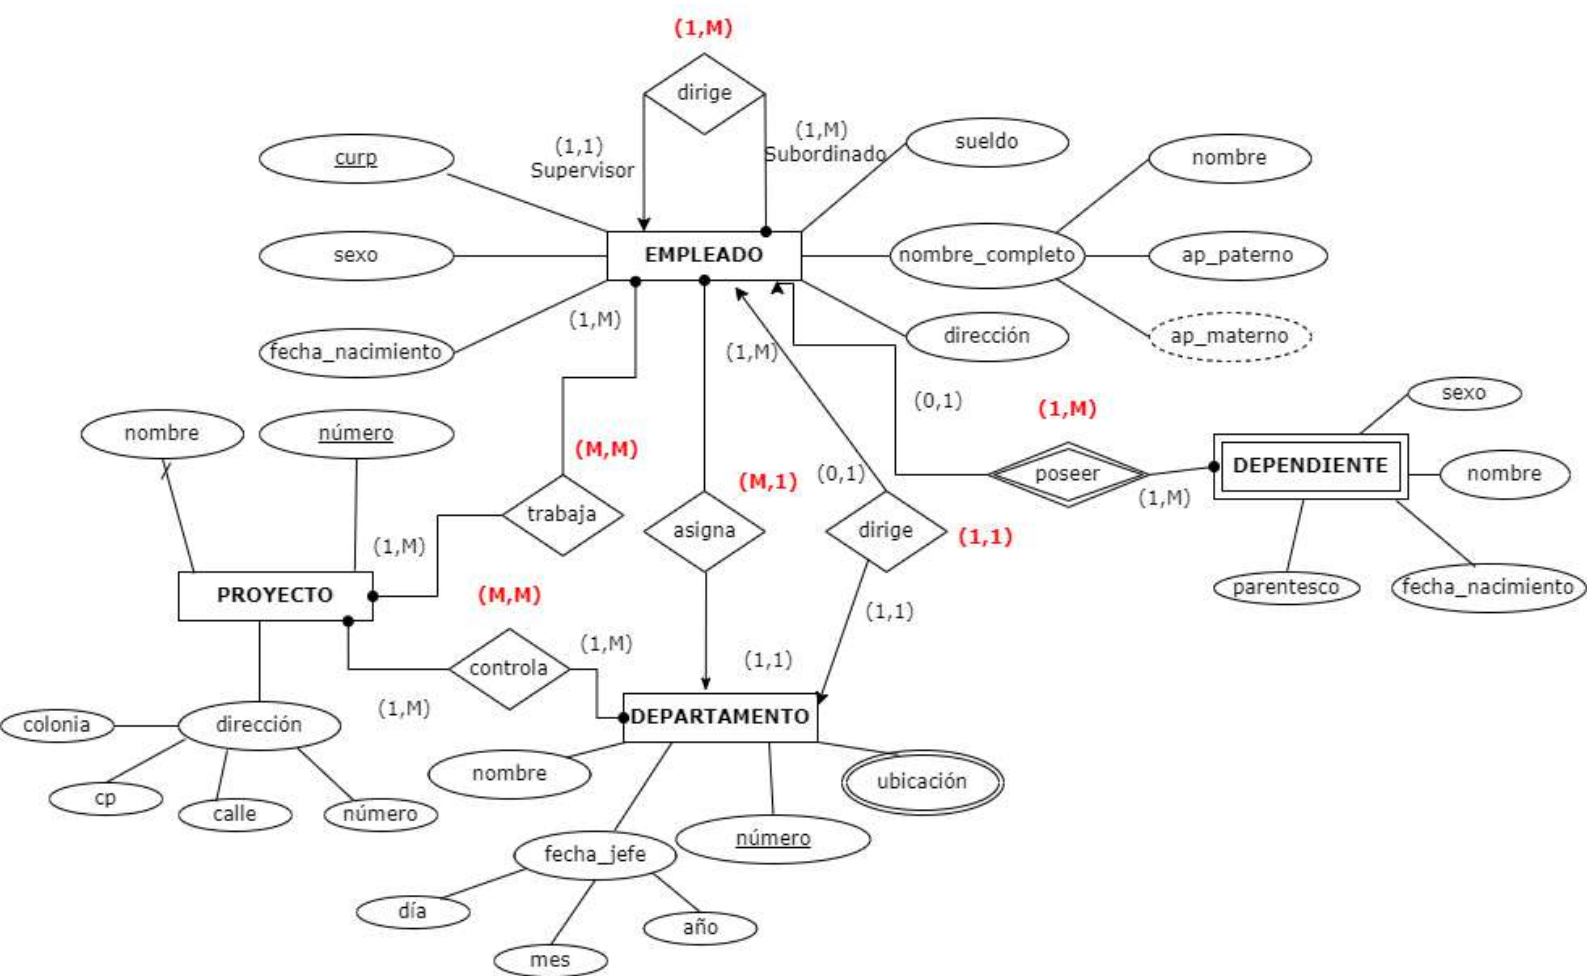 (1,M)
dirige
(1,1)
Supervisor
(1,M)
Subordinado
sueldo
nombre
curp
sexo
EMPLEADO
nombre_completo
ap_paterno
fecha_nacimiento
(1,M)
(1,M)
dirección
ap_materno
(0,1)
(1,M)
sexo
nombre
número
(M,M)
(M,1)
(0,1)
poseer
(1,M)
DEPENDIENTE
nombre
trabaja
asigna
dirige
(1,1)
(1,M)
PROYECTO
(M,M)
(1,1)
parentesco
fecha_nacimiento
controla
(1,M)
(1,1)
(1,M)
DEPARTAMENTO
colonia
dirección
cp
calle
número
nombre
ubicación
fecha_jefe
número
día
mes
año